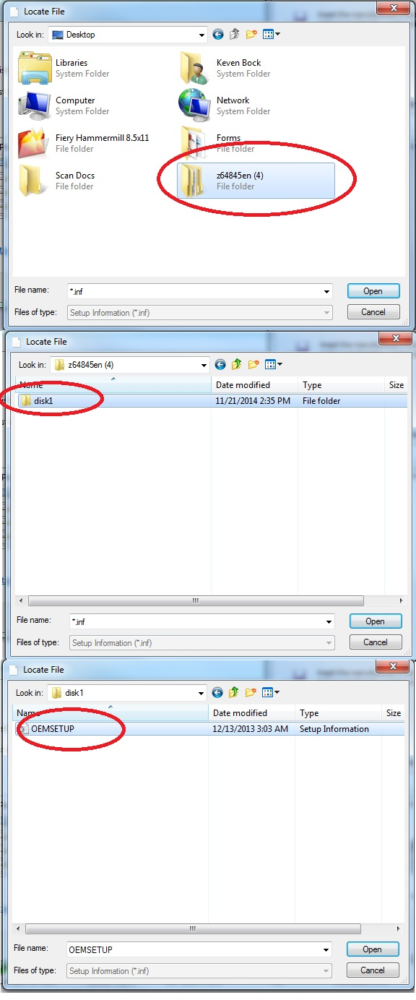 Locate File
Look in: Desktop
Libraries
System Folder
Keven Bock
System Folder
Computer
System Folder
Network
System Folder
Fiery Hammermill 8.5x11
File folder
Forms
File folder
Scan Docs
File folder
z64845en (4)
File folder
File name: *.inf
Open
Files of type: Setup Information (*.inf)
Cancel
Locate File
Look in: z64845en (4)
Name Date modified Type Size
disk1 11/21/2014 2:35 PM File folder
File name: *.inf
Open
Files of type: Setup Information (*.inf)
Cancel
Locate File
Look in: disk1
Name Date modified Type Size
OEMSETUP 12/13/2013 3:03 AM Setup Information
File name: OEMSETUP
Open
Files of type: Setup Information (*.inf)
Cancel